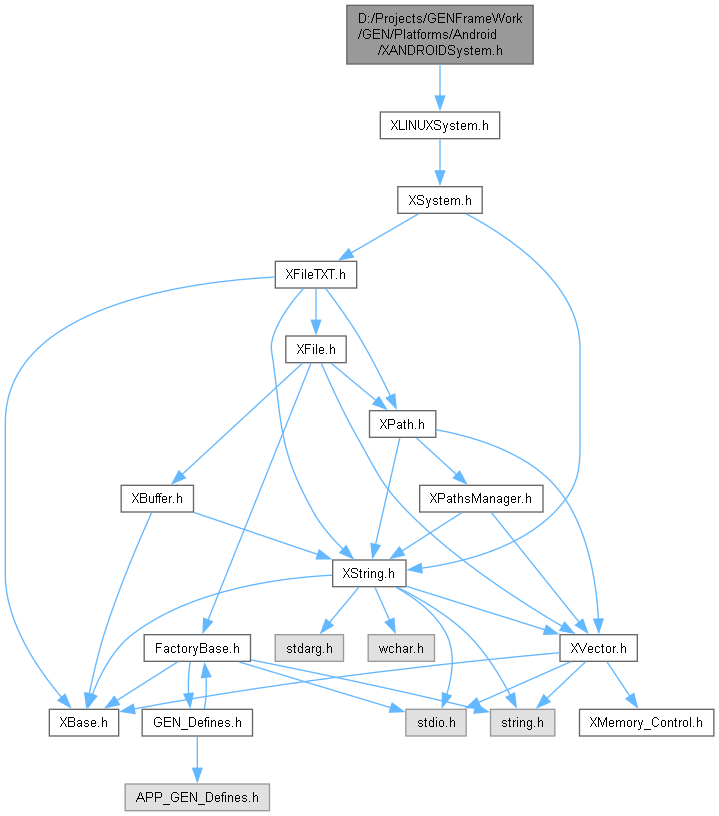 D:/Projects/GENFrameWork
/GEN/Platforms/Android
/XANDROIDSystem.h
XLINUXSystem.h
XSystem.h
XFileTXT.h
XFile.h
XPath.h
XBuffer.h
XPathsManager.h
XString.h
FactoryBase.h
stdarg.h
wchar.h
XVector.h
XBase.h
GEN_Defines.h
stdio.h
string.h
XMemory_Control.h
APP_GEN_Defines.h